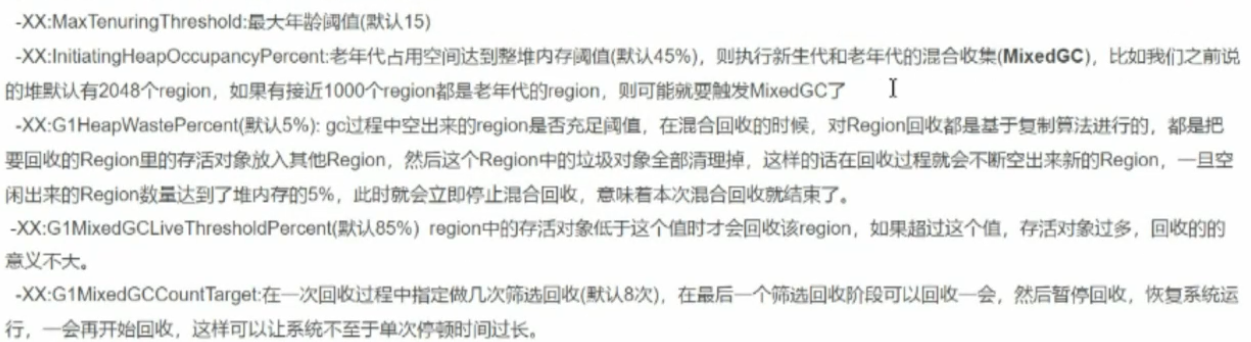 -XX:MaxTenuringThreshold:最大年龄阈值(默认15)
-XX:InitiatingHeapOccupancyPercent:老年代占用空间达到整堆内存阈值(默认45%)，则执行新生代和老年代的混合收集(MixedGC)，比如我们之前说
的堆默认有2048个region，如果有接近1000个region都是老年代的region，则可能就要触发MixedGC了
-XX:G1HeapWastePercent(默认5%): gc过程中空出来的region是否充足阈值，在混合回收的时候，对Region回收都是基于复制算法进行的，都是把
要回收的Region里的存活对象放入其他Region，然后这个Region中的垃圾对象全部清理掉，这样的话在回收过程就会不断空出来新的Region，一旦空
闲出来的Region数量达到了堆内存的5%，此时就会立即停止混合回收，意味着本次混合回收就结束了。
-XX:G1MixedGCLiveThresholdPercent(默认85%) region中的存活对象低于这个值时才会回收该region，如果超过这个值，存活对象过多，回收的的
意义不大。
-XX:G1MixedGCCountTarget:在一次回收过程中指定做几次筛选回收(默认8次)，在最后一个筛选回收阶段可以回收一会，然后暂停回收，恢复系统运
行，一会再开始回收，这样可以让系统不至于单次停顿时间过长。